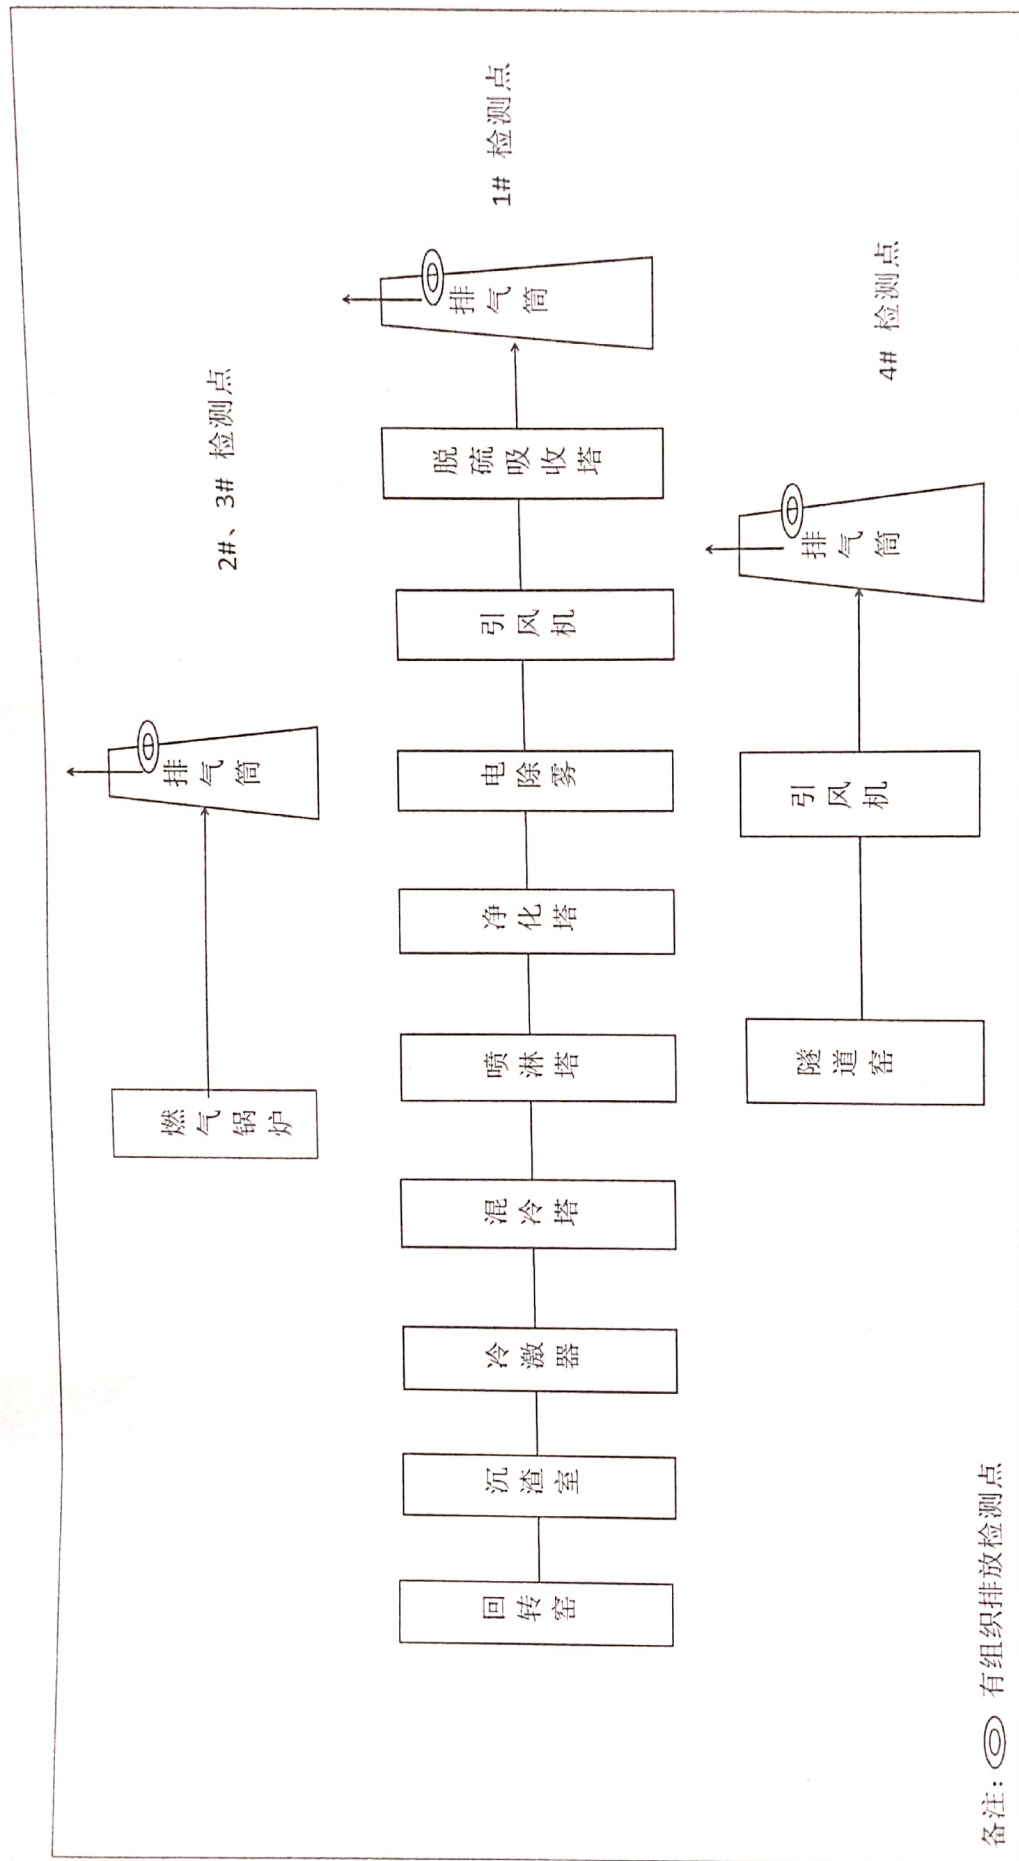 2#、3# 检测点
燃气锅炉
排气筒
1# 检测点
回转窑
沉渣室
冷激器
混冷塔
喷淋塔
净化塔
电除雾
引风机
脱硫吸收塔
排气筒
4# 检测点
隧道窑
引风机
排气筒
备注: 有组织排放检测点